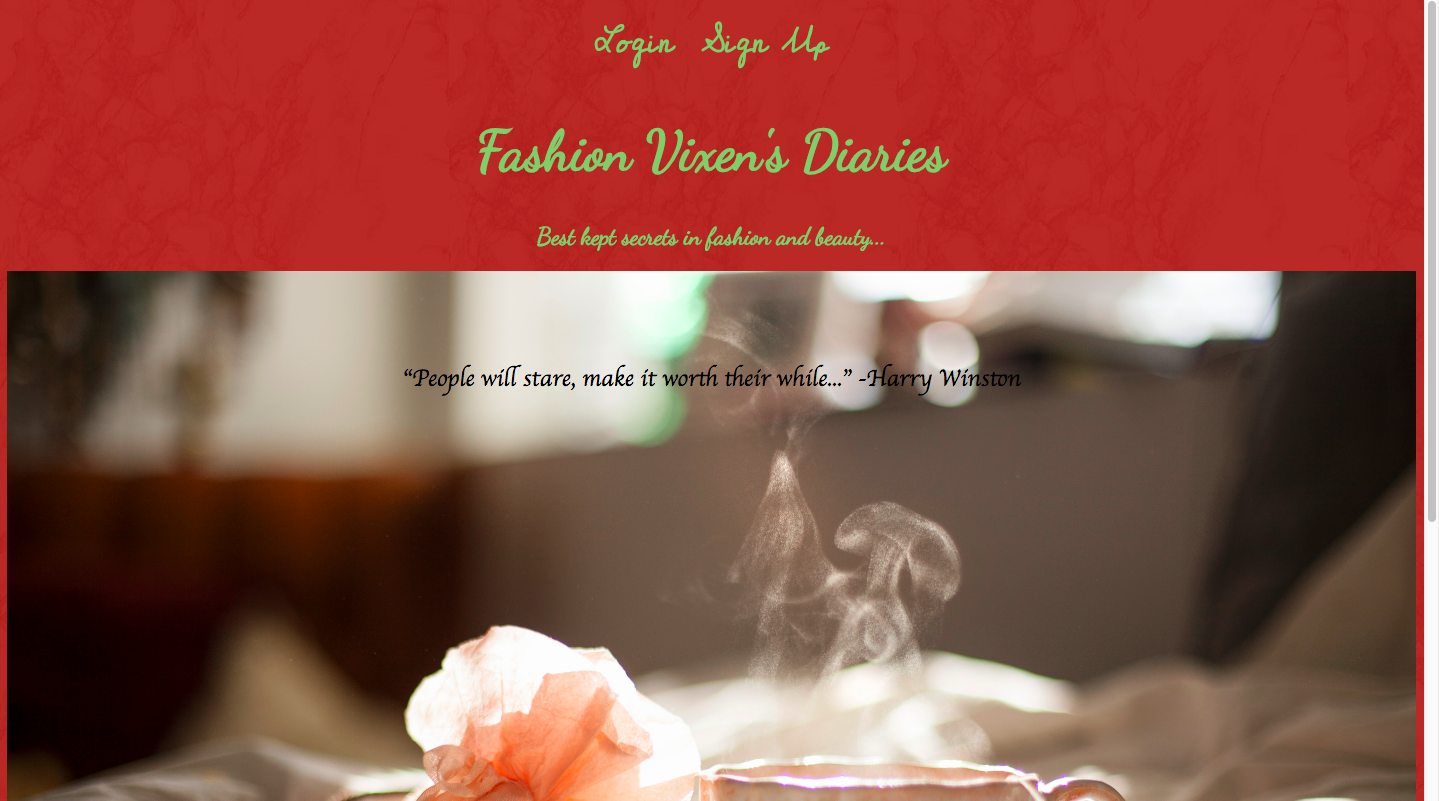 Login Sign Up
Fashion Vixen's Diaries
Best kept secrets in fashion and beauty...
“People will stare, make it worth their while...” -Harry Winston